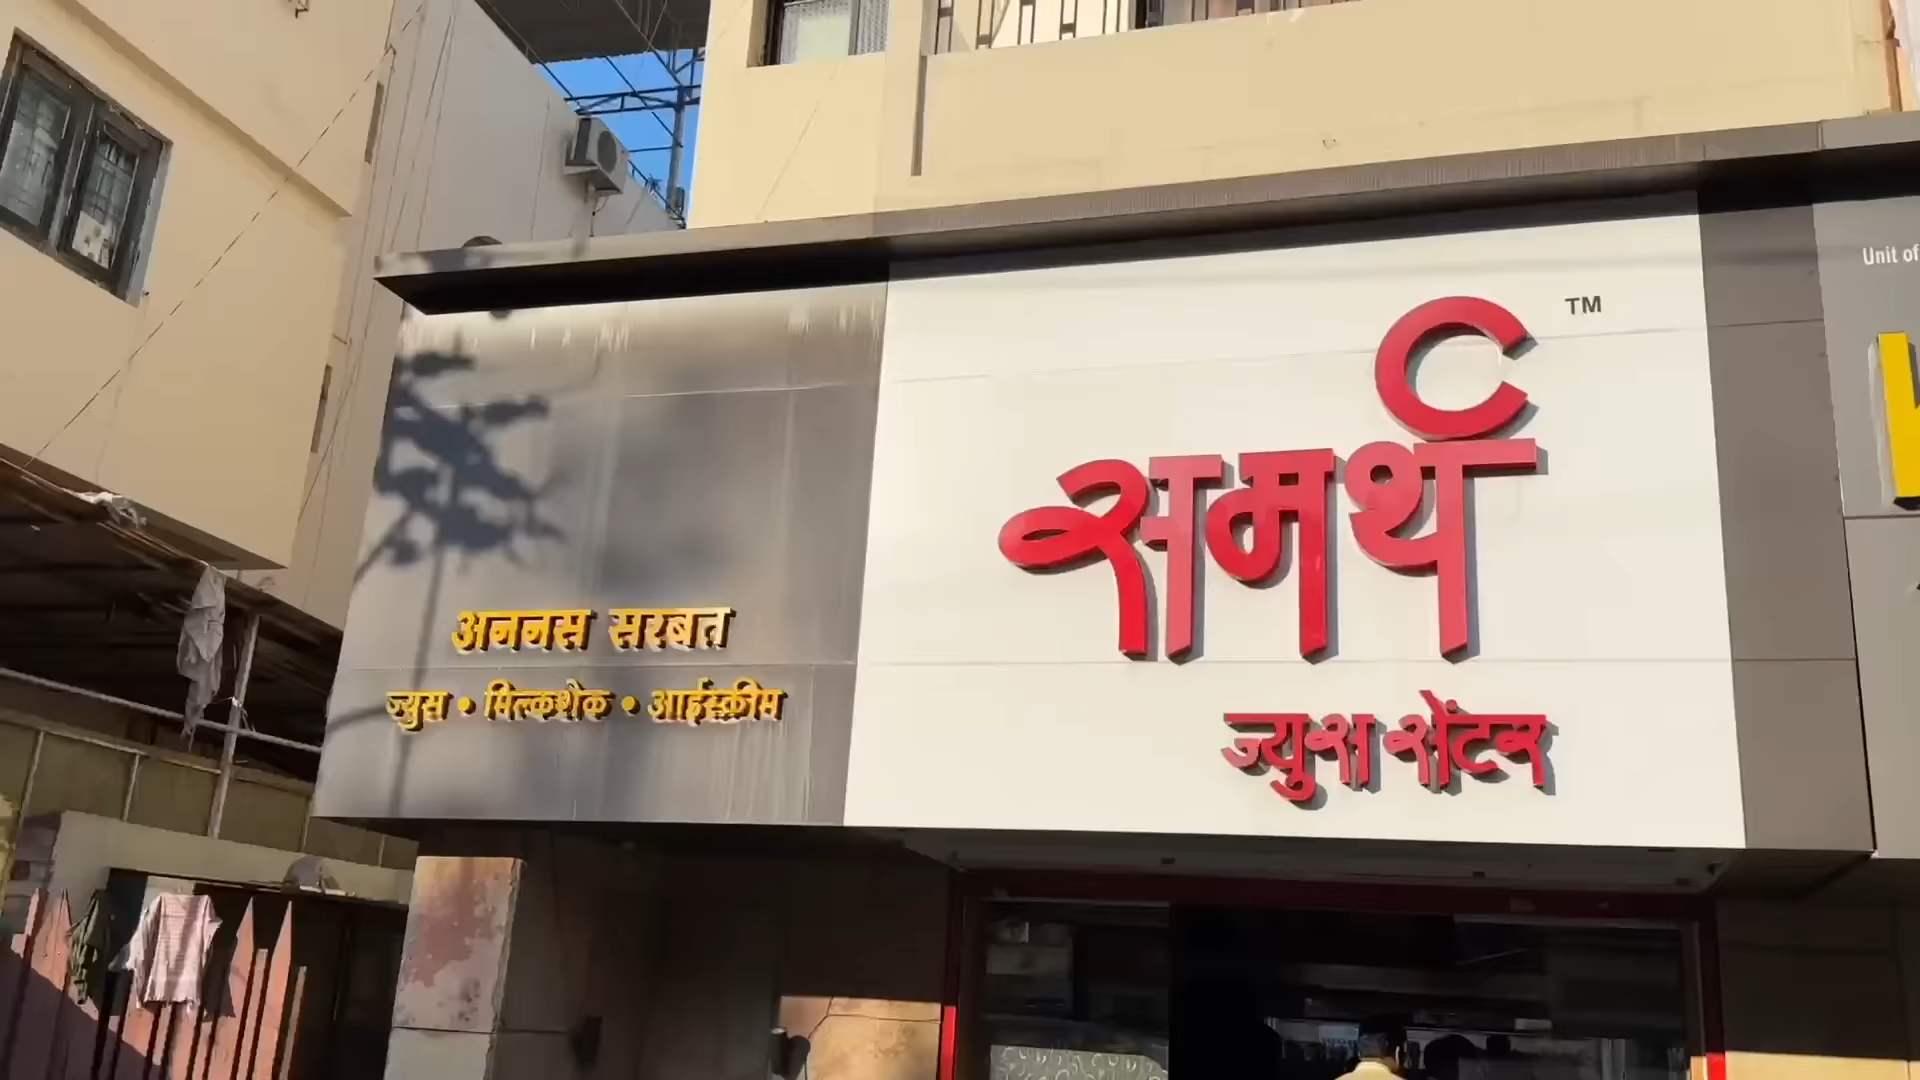 अननस सरबत
ज्युस • मिल्कशेक • आईस्क्रीम
समर्थ TM
ज्युस सेंटर
Unit of